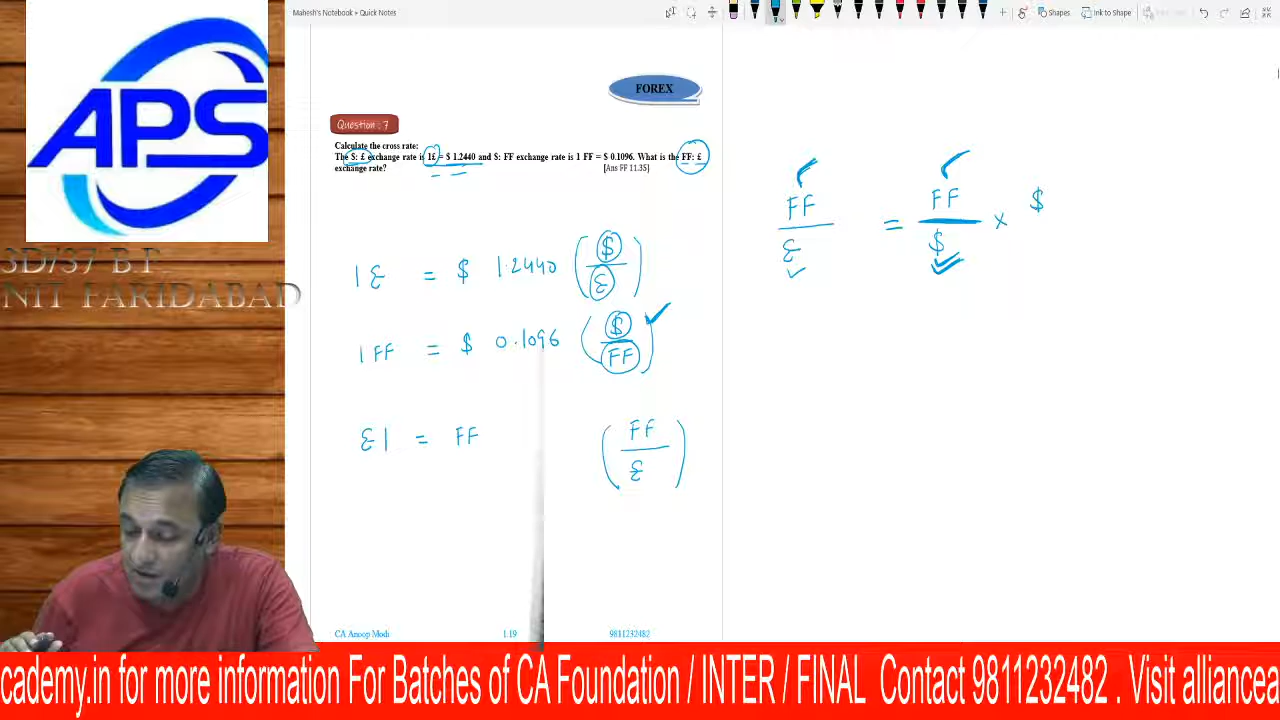 Mahesh's Notebook » Quick Notes
Shapes
Ink to Shape
APS
3D/37 B.P.
NIT FARIDABAD
FOREX
Question : 7
Calculate the cross rate:
The $: £ exchange rate is 1£ = $ 1.2440 and $: FF exchange rate is 1 FF = $ 0.1096. What is the FF: £
exchange rate? [Ans FF 11.35]
1 £ = $ 1.2440 ($/£)
1 FF = $ 0.1096 ($/FF)
£1 = FF (FF/£)
FF/£ = FF/$ × $
CA Anoop Modi 1.19 9811232482
cademy.in for more information For Batches of CA Foundation / INTER / FINAL Contact 9811232482 . Visit alliancea